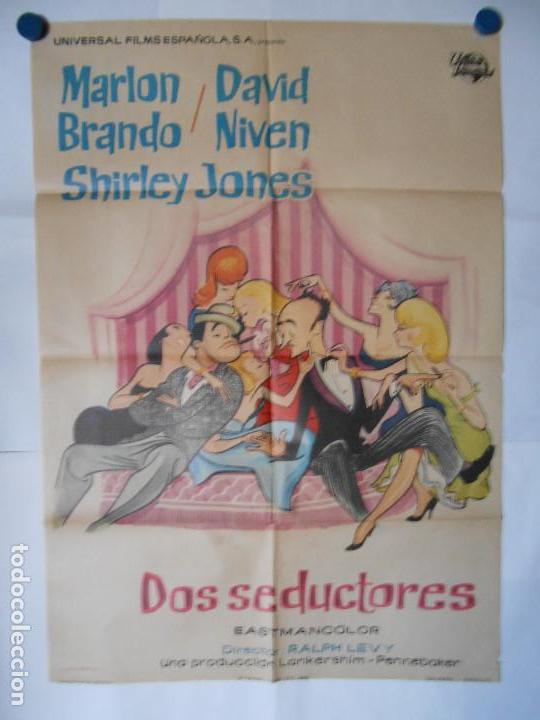 UNIVERSAL FILMS ESPAÑOLA, S.A. presenta
Marlon / David
Brando / Niven
Shirley Jones
Dos seductores
EASTMANCOLOR
Director RALPH LEVY
Una producción Lankershim - Pennebaker
todocoleccion